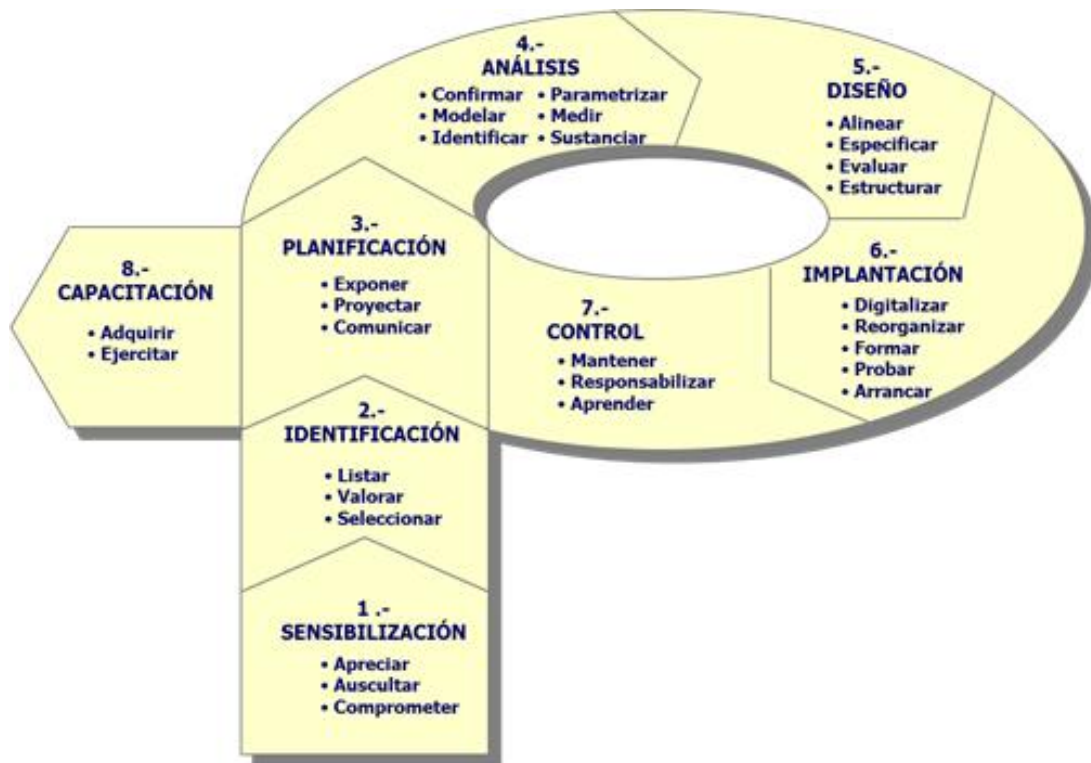 1 .-
SENSIBILIZACIÓN
• Apreciar
• Auscultar
• Comprometer
2.-
IDENTIFICACIÓN
• Listar
• Valorar
• Seleccionar
3.-
PLANIFICACIÓN
• Exponer
• Proyectar
• Comunicar
4.-
ANÁLISIS
• Confirmar • Parametrizar
• Modelar • Medir
• Identificar • Sustanciar
5.-
DISEÑO
• Alinear
• Especificar
• Evaluar
• Estructurar
6.-
IMPLANTACIÓN
• Digitalizar
• Reorganizar
• Formar
• Probar
• Arrancar
7.-
CONTROL
• Mantener
• Responsabilizar
• Aprender
8.-
CAPACITACIÓN
• Adquirir
• Ejercitar